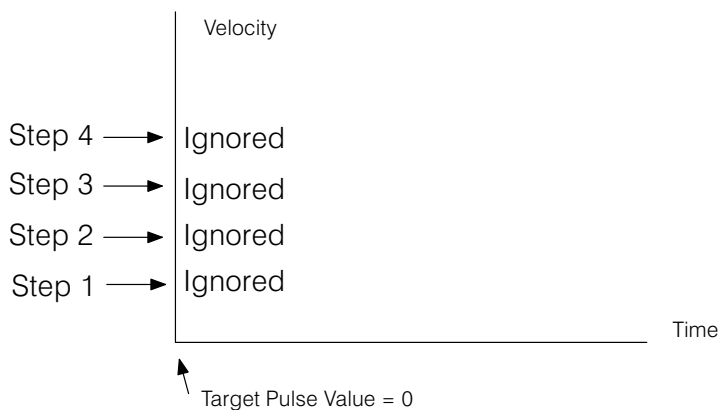 Velocity
Step 4 Ignored
Step 3 Ignored
Step 2 Ignored
Step 1 Ignored
Time
Target Pulse Value = 0